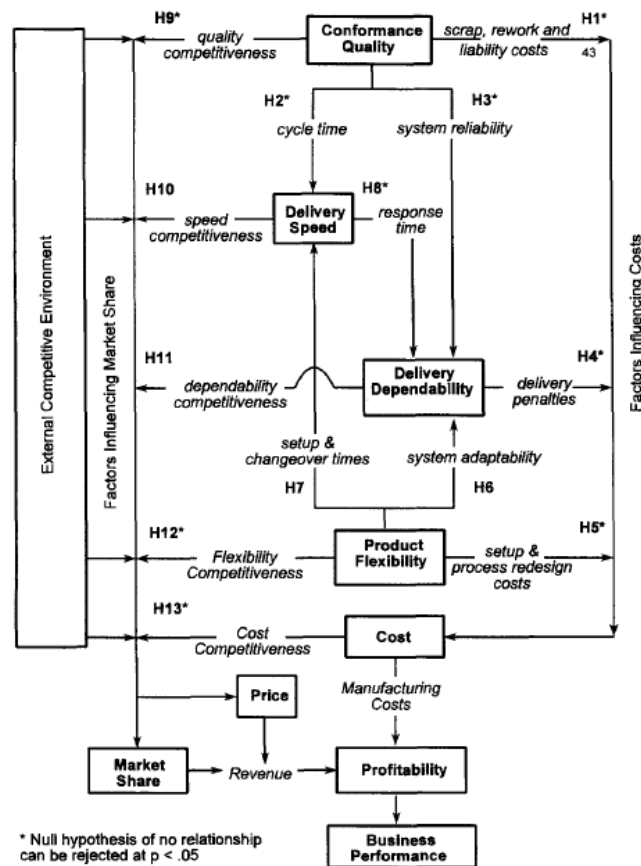 H9*
quality
competitiveness
Conformance
Quality
scrap, rework and
liability costs
H1*
43
H2*
cycle time
H3*
system reliability
H10
speed
competitiveness
Delivery
Speed
H8*
response
time
External Competitive Environment
Factors Influencing Market Share
Factors Influencing Costs
H11
dependability
competitiveness
Delivery
Dependability
H4*
delivery
penalties
setup &
changeover times
H7
system adaptability
H6
H12*
Flexibility
Competitiveness
Product
Flexibility
H5*
setup &
process redesign
costs
H13*
Cost
Competitiveness
Cost
Manufacturing
Costs
Price
Market
Share
Revenue
Profitability
Business
Performance
* Null hypothesis of no relationship
can be rejected at p < .05